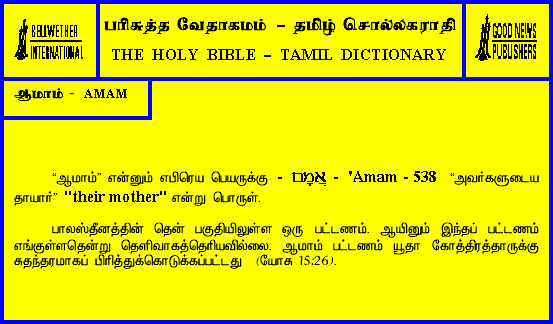 BELLWETHER
INTERNATIONAL
பரிசுத்த வேதாகமம் – தமிழ் சொல்லகராதி
THE HOLY BIBLE – TAMIL DICTIONARY
GOOD NEWS
PUBLISHERS
ஆமாம் - AMAM
“ஆமாம்” என்னும் எபிரெய பெயருக்கு - אֲמָם - 'Amam - 538 “அவர்களுடைய
தாயார்” "their mother" என்று பொருள்.
பாலஸ்தீனத்தின் தென் பகுதியிலுள்ள ஒரு பட்டணம். ஆயினும் இந்தப் பட்டணம்
எங்குள்ளதென்று தெளிவாகத்தெரியவில்லை. ஆமாம் பட்டணம் யூதா கோத்திரத்தாருக்கு
சுதந்தரமாகப் பிரித்துக்கொடுக்கப்பட்டது (யோசு 15:26).